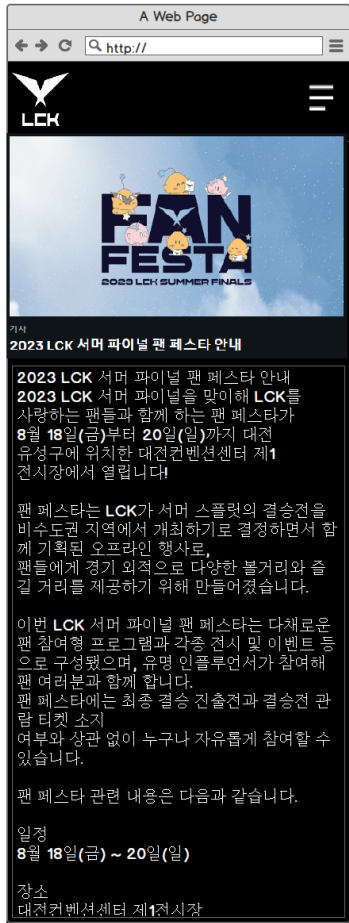 A Web Page
http://
LCK
FAN
FESTA
2023 LCK SUMMER FINALS
기사
2023 LCK 서머 파이널 팬 페스타 안내
2023 LCK 서머 파이널 팬 페스타 안내
2023 LCK 서머 파이널을 맞이해 LCK를
사랑하는 팬들과 함께 하는 팬 페스타가
8월 18일(금)부터 20일(일)까지 대전
유성구에 위치한 대전컨벤션센터 제1
전시장에서 열립니다!
팬 페스타는 LCK가 서머 스플릿의 결승전을
비수도권 지역에서 개최하기로 결정하면서 함
께 기획된 오프라인 행사로,
팬들에게 경기 외적으로 다양한 볼거리와 즐
길 거리를 제공하기 위해 만들어졌습니다.
이번 LCK 서머 파이널 팬 페스타는 다채로운
팬 참여형 프로그램과 각종 전시 및 이벤트 등
으로 구성됐으며, 유명 인플루언서가 참여해
팬 여러분과 함께 합니다.
팬 페스타에는 최종 결승 진출전과 결승전 관
람 티켓 소지
여부와 상관 없이 누구나 자유롭게 참여할 수
있습니다.
팬 페스타 관련 내용은 다음과 같습니다.
일정
8월 18일(금) ~ 20일(일)
장소
대전컨벤션센터 제1전시장